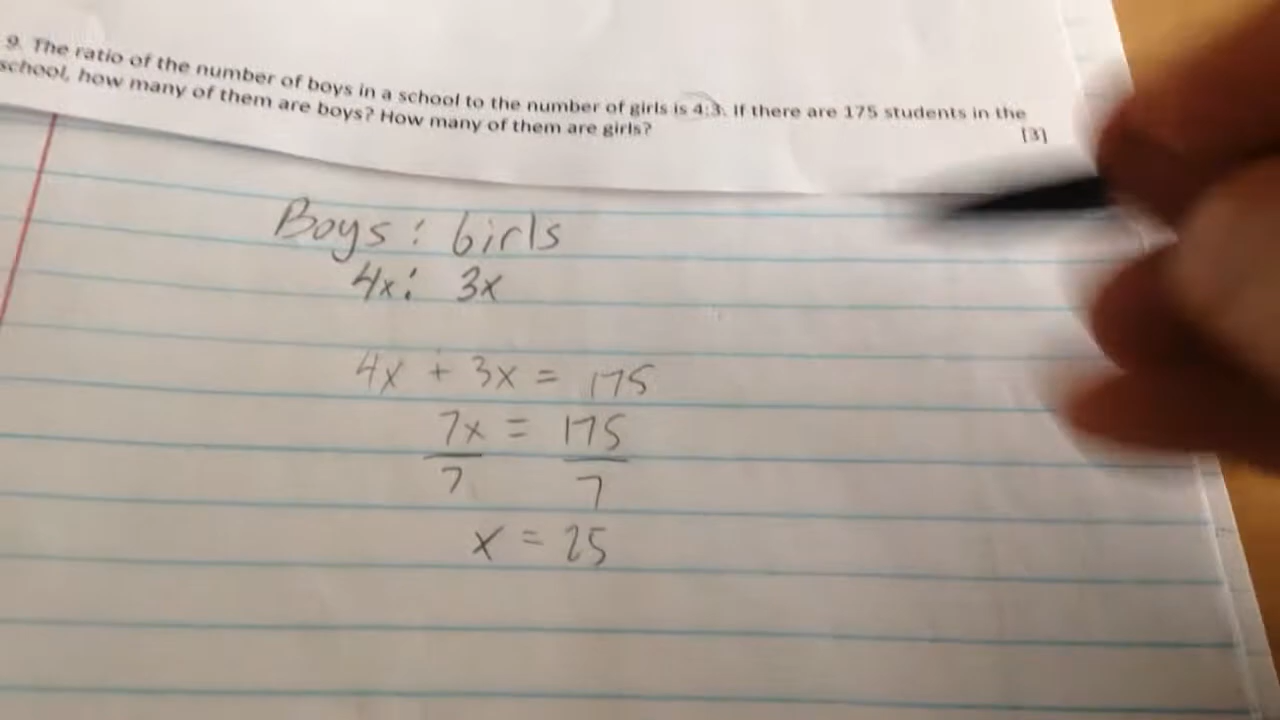 9. The ratio of the number of boys in a school to the number of girls is 4:3. If there are 175 students in the
school, how many of them are boys? How many of them are girls?
[3]
Boys : Girls
4x : 3x
4x + 3x = 175
7x = 175
7 7
x = 25